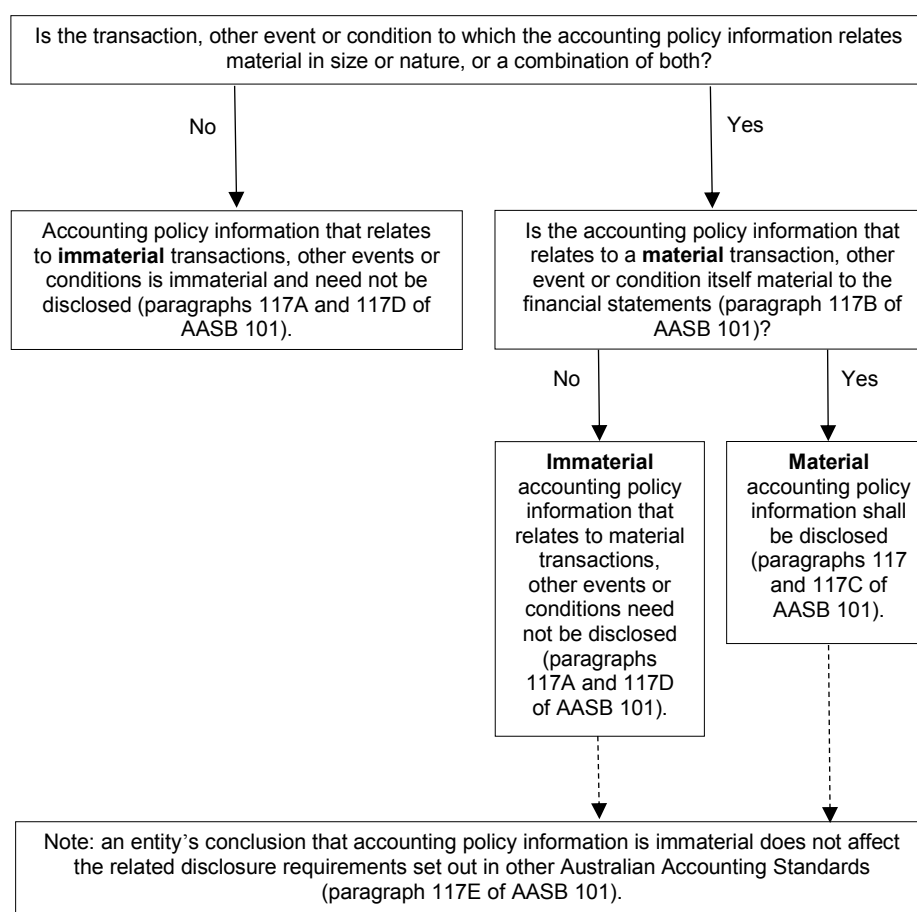 Is the transaction, other event or condition to which the accounting policy information relates
material in size or nature, or a combination of both?
No
Yes
Accounting policy information that relates
to immaterial transactions, other events or
conditions is immaterial and need not be
disclosed (paragraphs 117A and 117D of
AASB 101).
Is the accounting policy information that
relates to a material transaction, other
event or condition itself material to the
financial statements (paragraph 117B of
AASB 101)?
No
Yes
Immaterial
accounting policy
information that
relates to material
transactions,
other events or
conditions need
not be disclosed
(paragraphs
117A and 117D
of AASB 101).
Material
accounting policy
information shall
be disclosed
(paragraphs 117
and 117C of
AASB 101).
Note: an entity’s conclusion that accounting policy information is immaterial does not affect
the related disclosure requirements set out in other Australian Accounting Standards
(paragraph 117E of AASB 101).